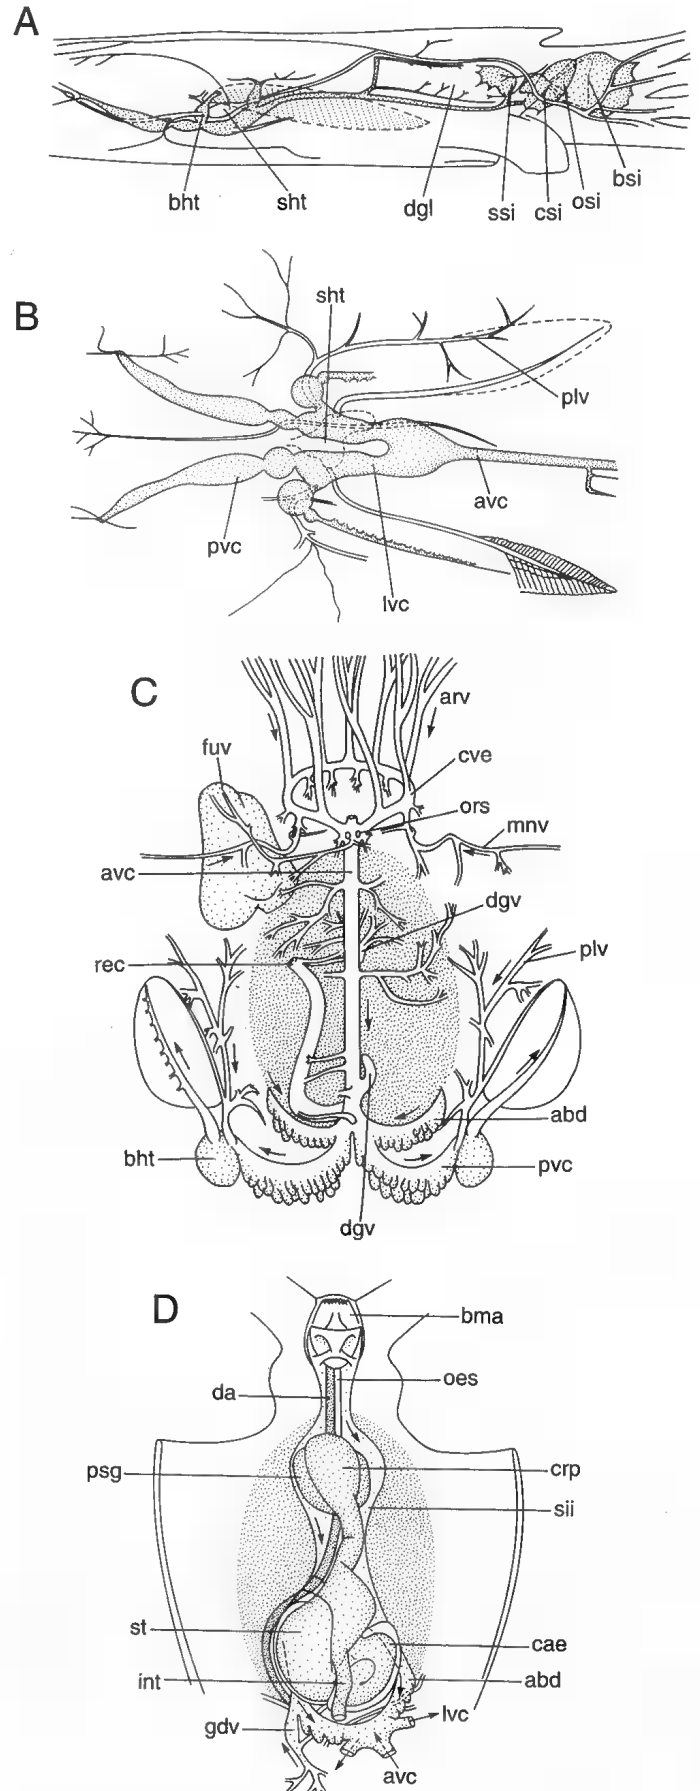 A
bht
sht
dgl
ssi
csi
osi
bsi
B
sht
plv
pvc
avc
lvc
C
arv
fuv
cve
ors
mnv
avc
dgv
rec
plv
abd
bht
pvc
dgv
D
bma
da
oes
psg
crp
sii
st
cae
int
abd
gdv
lvc
avc